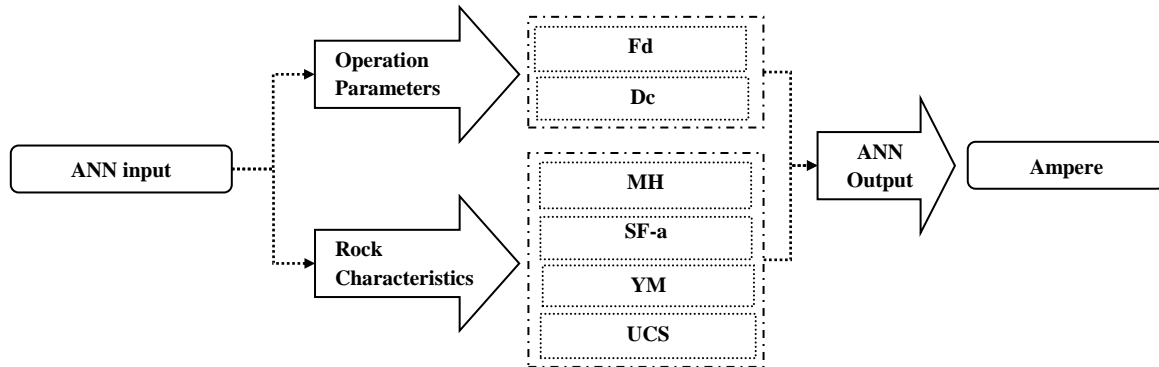 ANN input
Operation
Parameters
Fd
Dc
Rock
Characteristics
MH
SF-a
YM
UCS
ANN
Output
Ampere